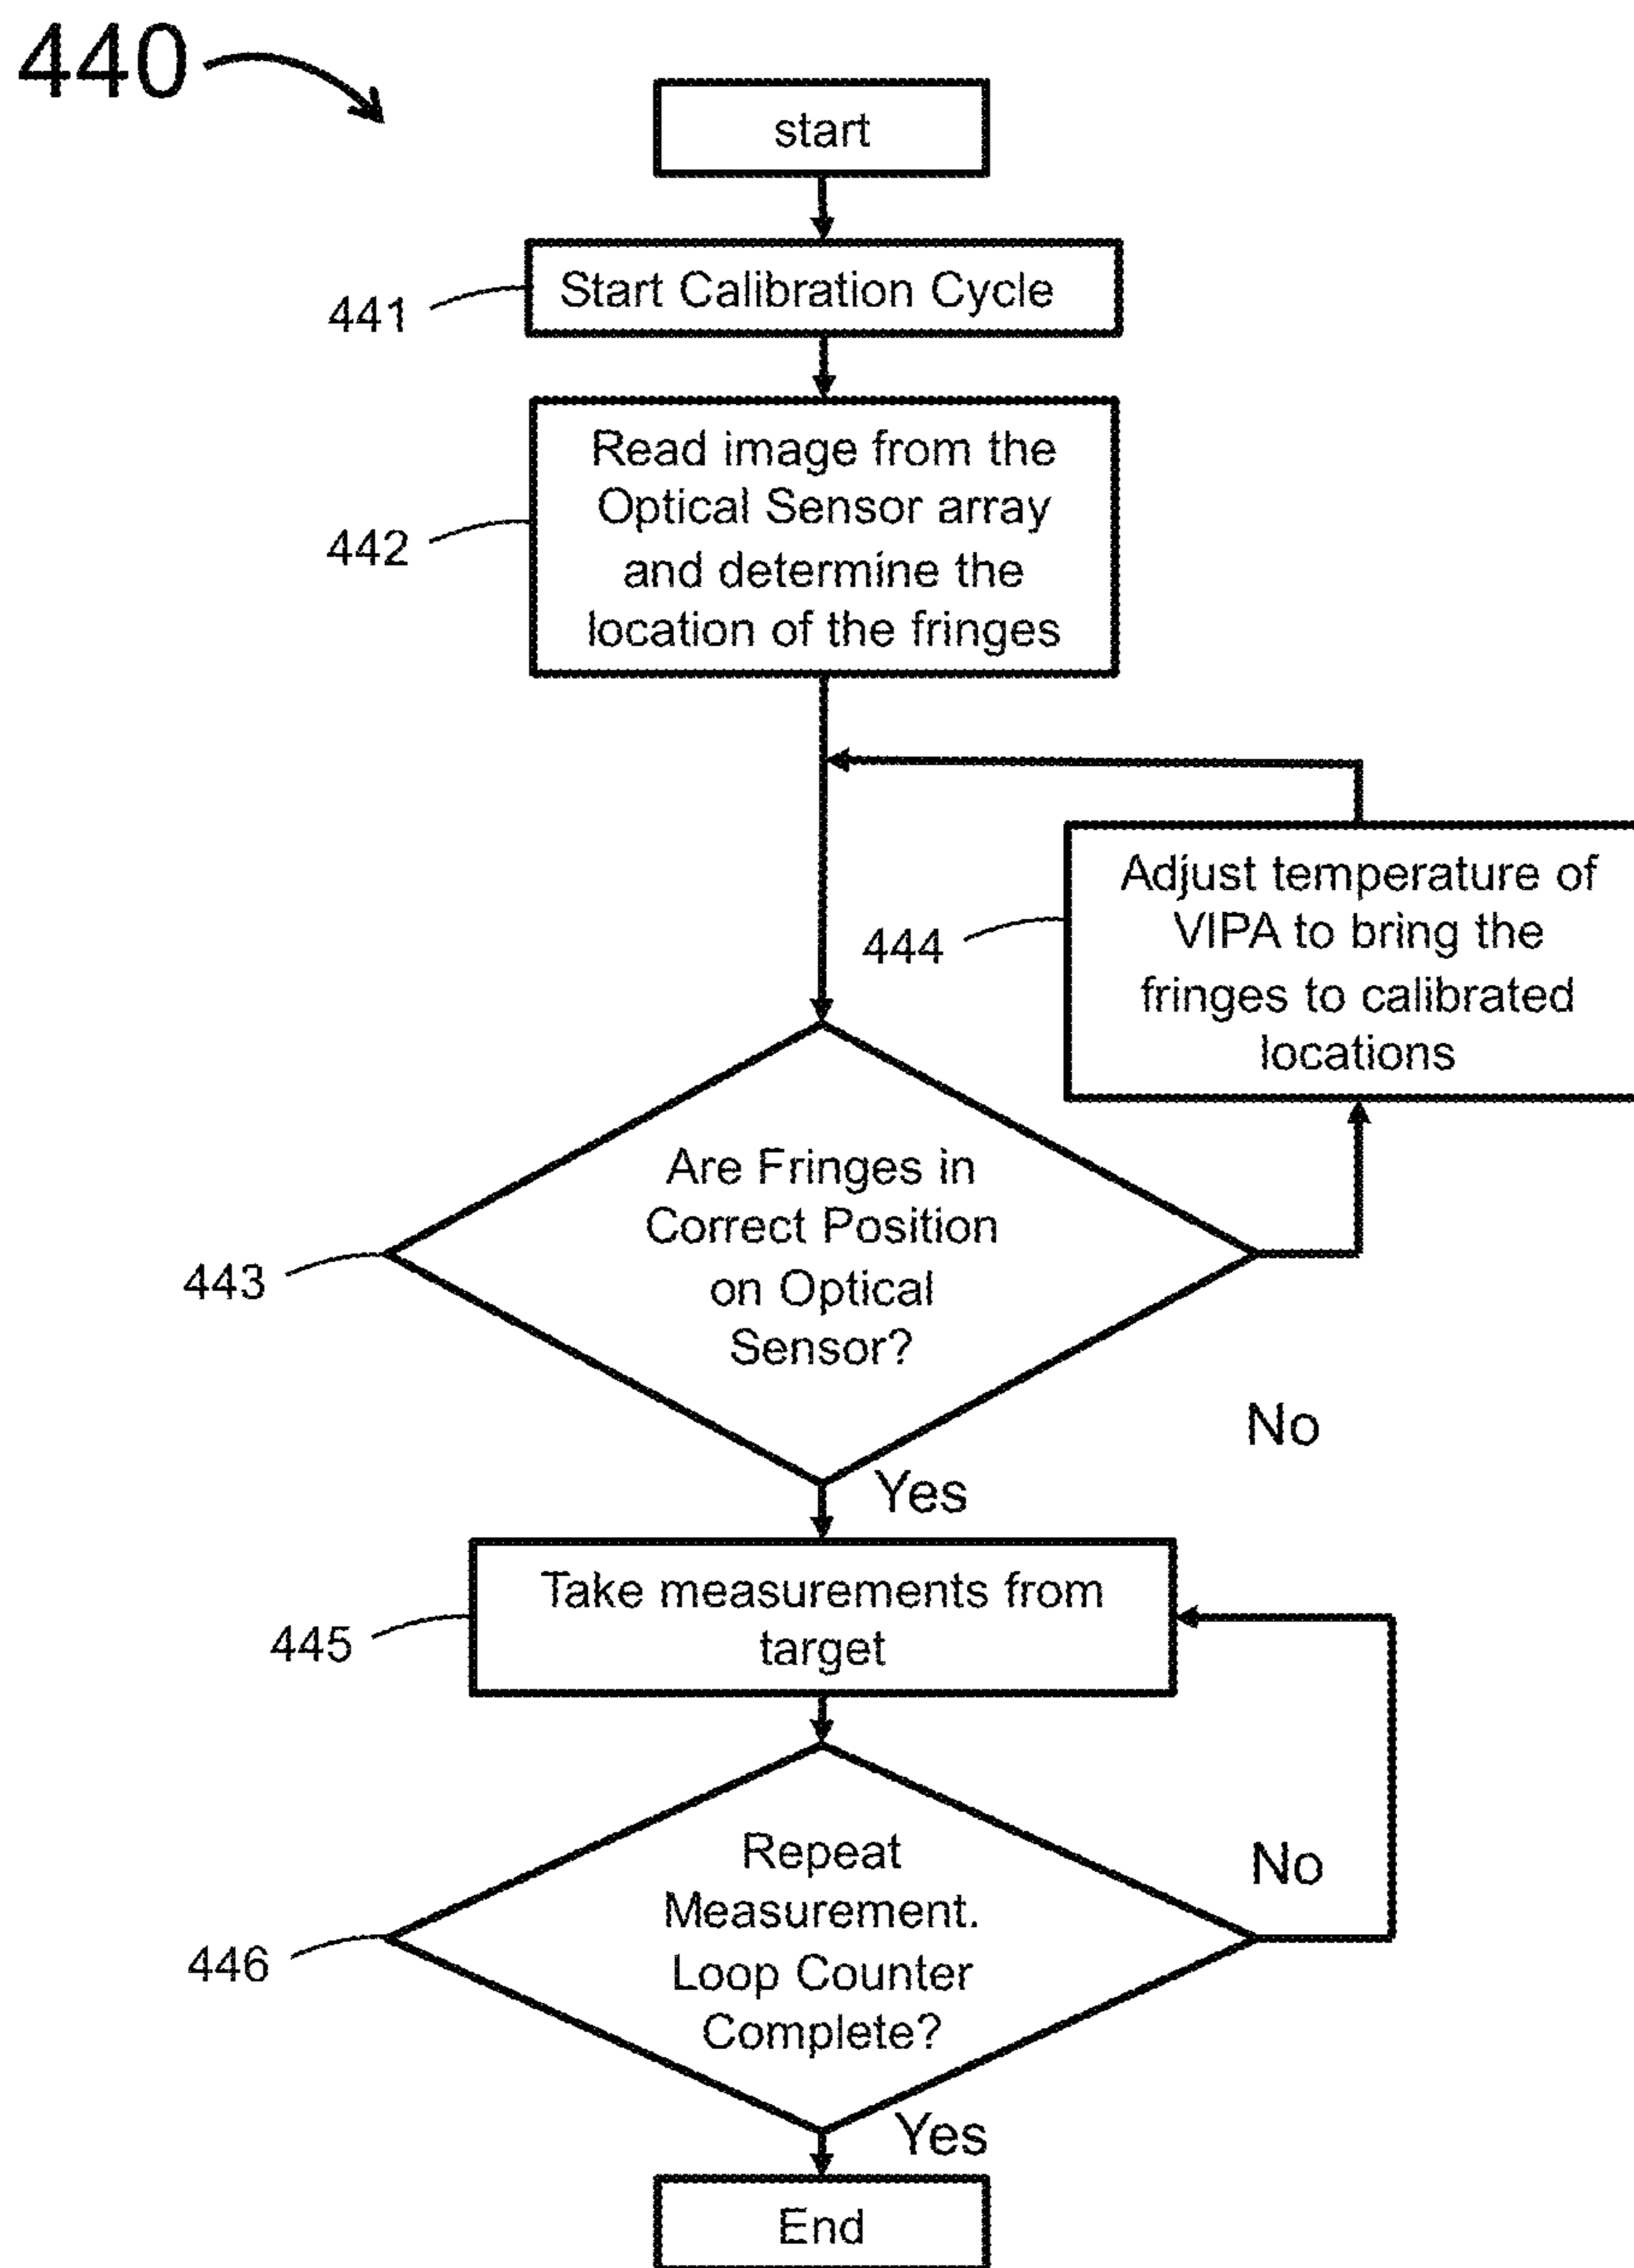 440
start
441
Start Calibration Cycle
442
Read image from the
Optical Sensor array
and determine the
location of the fringes
444
Adjust temperature of
VIPA to bring the
fringes to calibrated
locations
443
Are Fringes in
Correct Position
on Optical
Sensor?
No
Yes
445
Take measurements from
target
446
Repeat
Measurement.
Loop Counter
Complete?
No
Yes
End